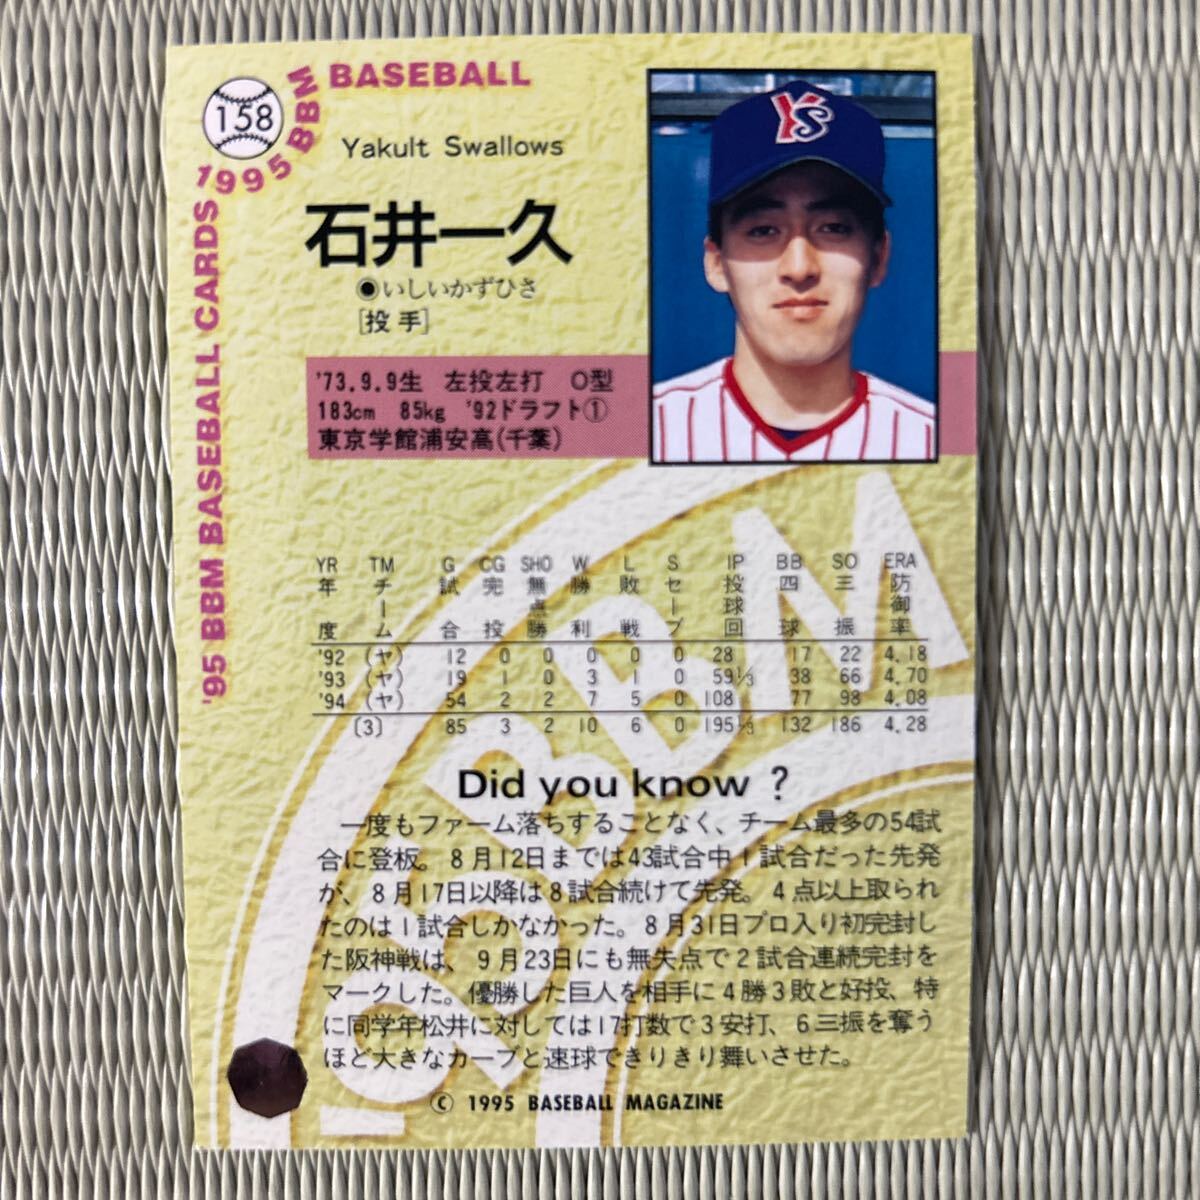 158
1995 BBM BASEBALL
'95 BBM BASEBALL CARDS
Yakult Swallows
石井一久
●いしいかずひさ
[投手]
YS
'73.9.9生 左投左打 O型
183cm 85kg '92ドラフト①
東京学館浦安高(千葉)
YR TM G CG SHO W L S IP BB SO ERA
年度 チーム 試合 完投 無点勝 勝利 敗戦 セーブ 投球回 四球 三振 防御率
'92 (ヤ) 12 0 0 0 0 0 28 17 22 4.18
'93 (ヤ) 19 1 0 3 1 0 59 1/3 38 66 4.70
'94 (ヤ) 54 2 2 7 5 0 108 77 98 4.08
[3] 85 3 2 10 6 0 195 1/3 132 186 4.28
Did you know ?
一度もファーム落ちすることなく、チーム最多の54試
合に登板。8月12日までは43試合中1試合だった先発
が、8月17日以降は8試合続けて先発。4点以上取られ
たのは1試合しかなかった。8月31日プロ入り初完封し
た阪神戦は、9月23日にも無失点で2試合連続完封を
マークした。優勝した巨人を相手に4勝3敗と好投、特
に同学年松井に対しては17打数で3安打、6三振を奪う
ほど大きなカーブと速球できりきり舞いさせた。
© 1995 BASEBALL MAGAZINE
'95 BBM